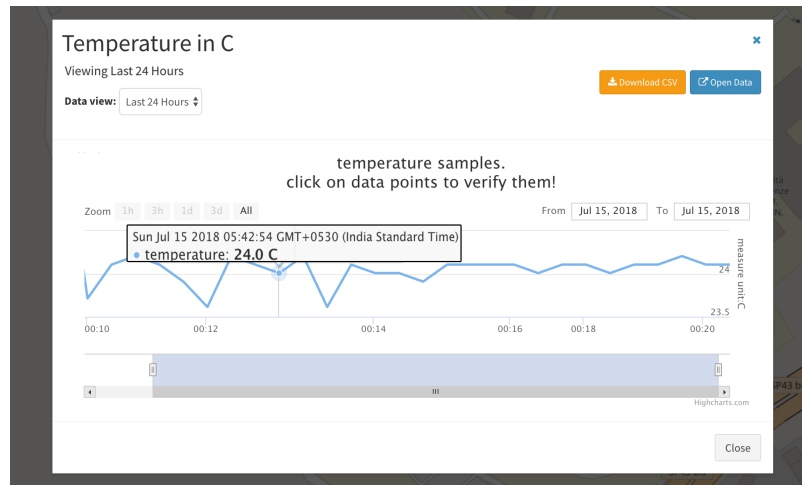 Temperature in C
×
Viewing Last 24 Hours
Download CSV
Open Data
Data view: Last 24 Hours
temperature samples.
click on data points to verify them!
Zoom 1h 3h 1d 3d All
From Jul 15, 2018 To Jul 15, 2018
Sun Jul 15 2018 05:42:54 GMT+0530 (India Standard Time)
● temperature: 24.0 C
measure unit:C
24
23.5
00:10 00:12 00:14 00:16 00:18 00:20
Highcharts.com
Close